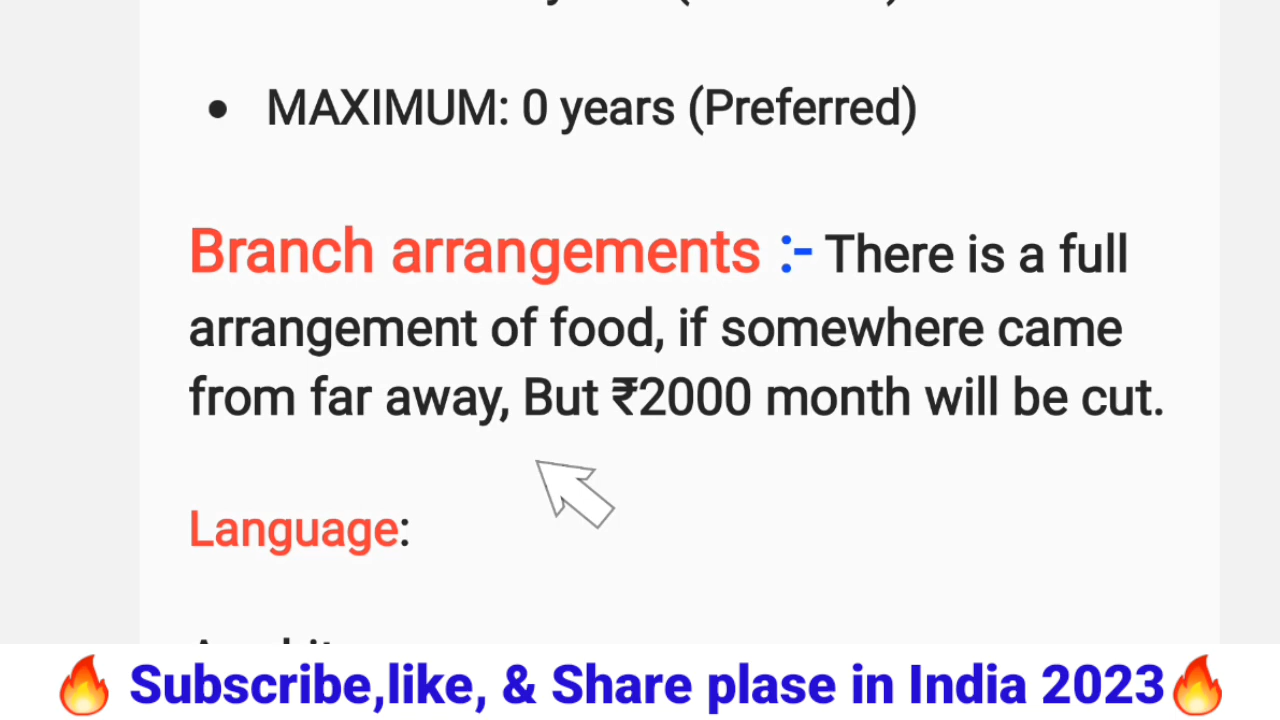 • MAXIMUM: 0 years (Preferred)
Branch arrangements :- There is a full
arrangement of food, if somewhere came
from far away, But ₹2000 month will be cut.
Language:
🔥 Subscribe,like, & Share plase in India 2023🔥